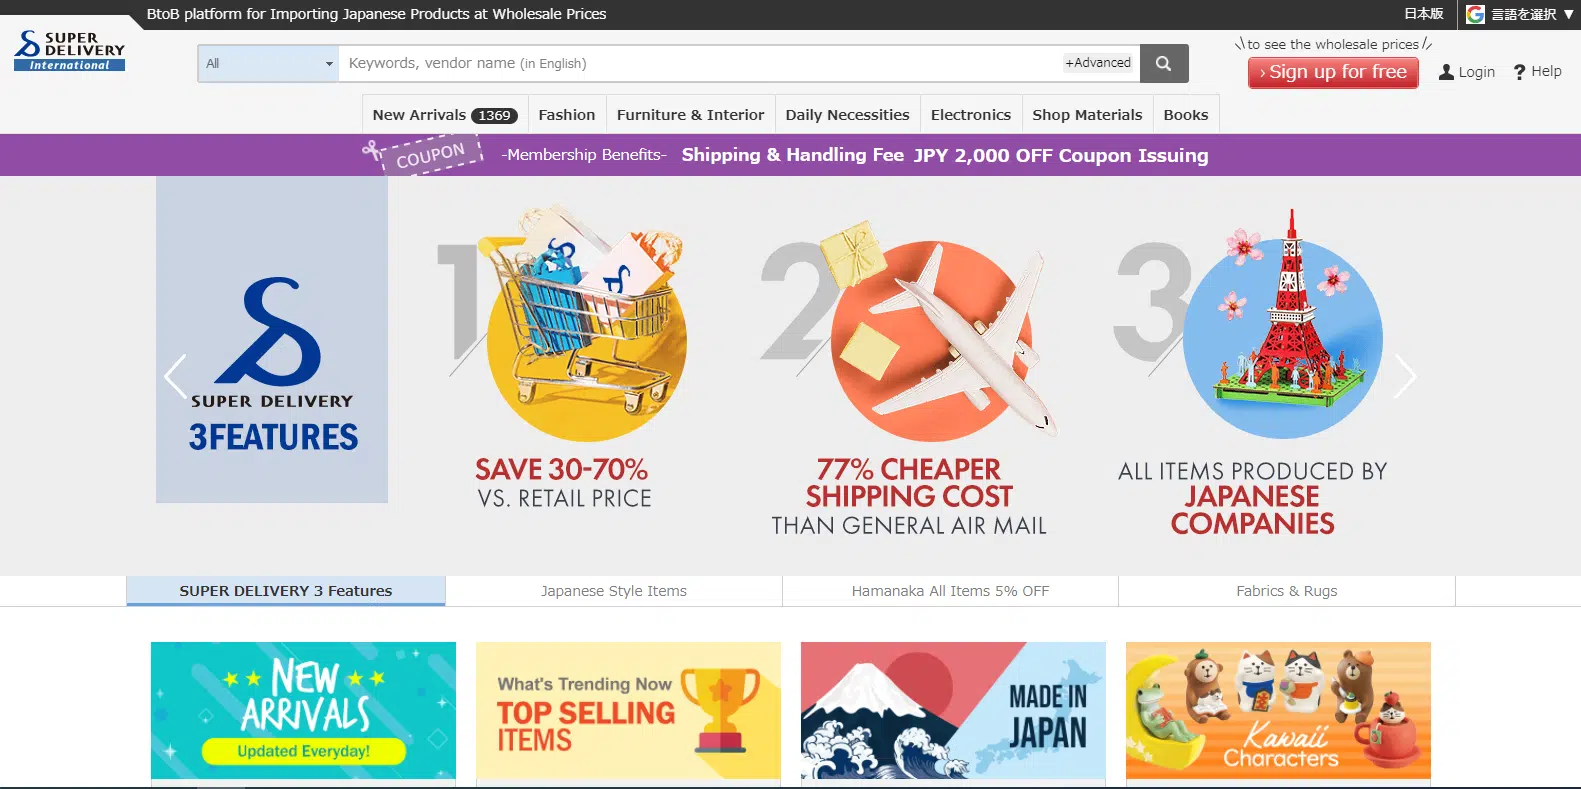 BtoB platform for Importing Japanese Products at Wholesale Prices
日本版
言語を選択 ▼
SUPER
DELIVERY
International
All
Keywords, vendor name (in English)
+Advanced
\to see the wholesale prices/
› Sign up for free
Login
? Help
New Arrivals 1369
Fashion
Furniture & Interior
Daily Necessities
Electronics
Shop Materials
Books
COUPON
-Membership Benefits- Shipping & Handling Fee JPY 2,000 OFF Coupon Issuing
SUPER DELIVERY
3FEATURES
1
SAVE 30-70%
VS. RETAIL PRICE
2
77% CHEAPER
SHIPPING COST
THAN GENERAL AIR MAIL
3
ALL ITEMS PRODUCED BY
JAPANESE
COMPANIES
SUPER DELIVERY 3 Features
Japanese Style Items
Hamanaka All Items 5% OFF
Fabrics & Rugs
NEW
ARRIVALS
Updated Everyday!
What's Trending Now
TOP SELLING
ITEMS
MADE IN
JAPAN
Kawaii
Characters